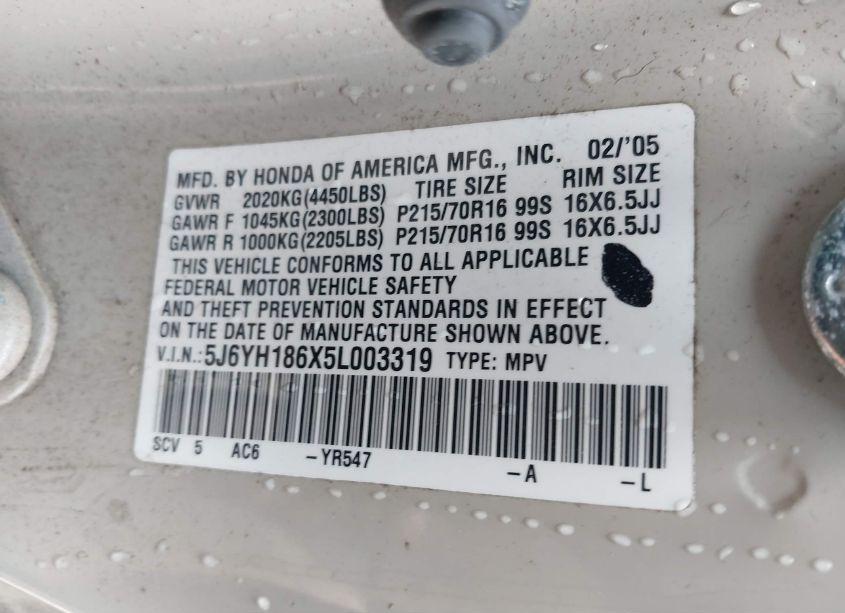 MFD. BY HONDA OF AMERICA MFG., INC. 02/'05
GVWR 2020KG(4450LBS) TIRE SIZE RIM SIZE
GAWR F 1045KG(2300LBS) P215/70R16 99S 16X6.5JJ
GAWR R 1000KG(2205LBS) P215/70R16 99S 16X6.5JJ
THIS VEHICLE CONFORMS TO ALL APPLICABLE
FEDERAL MOTOR VEHICLE SAFETY
AND THEFT PREVENTION STANDARDS IN EFFECT
ON THE DATE OF MANUFACTURE SHOWN ABOVE.
V.I.N.:5J6YH186X5L003319 TYPE: MPV
SCV 5 AC6 -YR547 -A -L